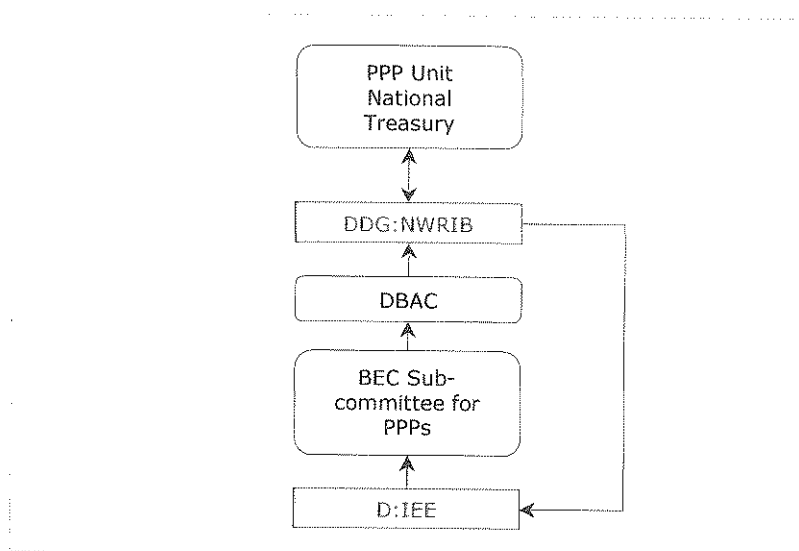 PPP Unit
National
Treasury
DDG:NWRIB
DBAC
BEC Sub-
committee for
PPPs
D:IEE